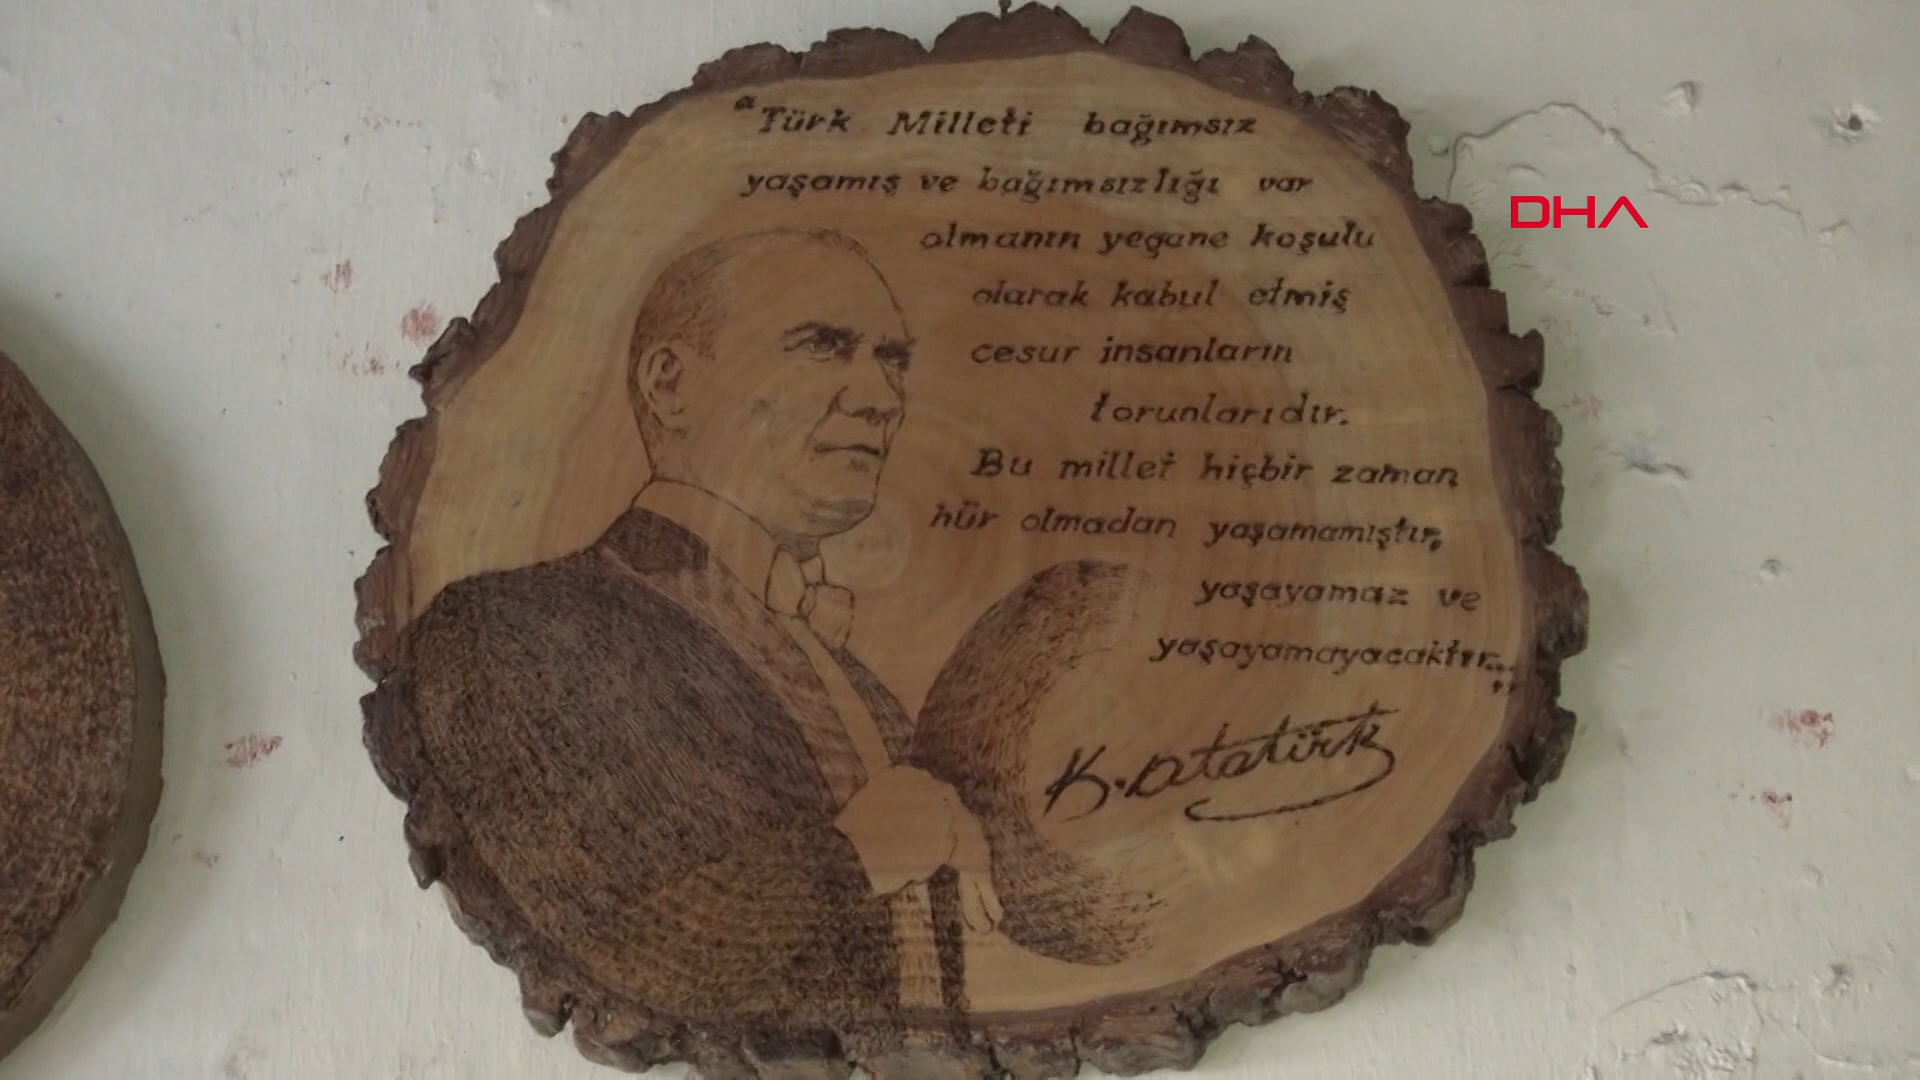 "Türk Milleti bağımsız
yaşamış ve bağımsızlığı var
olmanın yegane koşulu
olarak kabul etmiş
cesur insanların
torunlarıdır.
Bu millet hiçbir zaman
hür olmadan yaşamamıştır,
yaşayamaz ve
yaşayamayacaktır..."
K. Atatürk
DHA